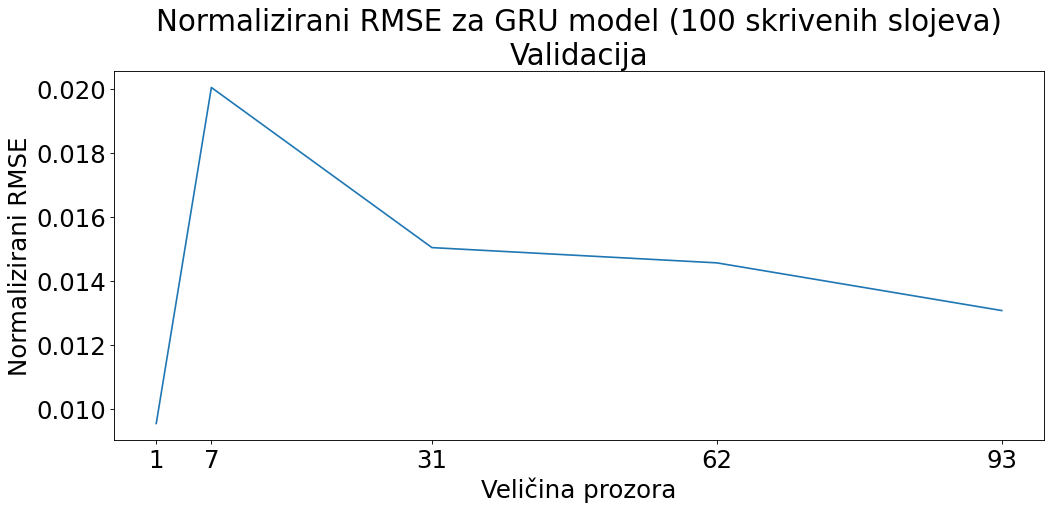 Normalizirani RMSE za GRU model (100 skrivenih slojeva)
Validacija
0.020
0.018
0.016
0.014
0.012
0.010
Normalizirani RMSE
1 7 31 62 93
Veličina prozora